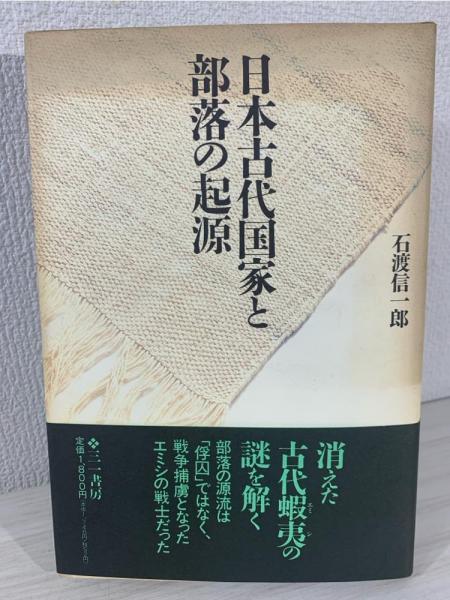 日本古代国家と
部落の起源
石渡信一郎
消えた
古代蝦夷の
エミシ
謎を解く
部落の源流は
「俘囚」ではなく、
戦争捕虜となった
エミシの戦士だった
❖三一書房
定価1,800円